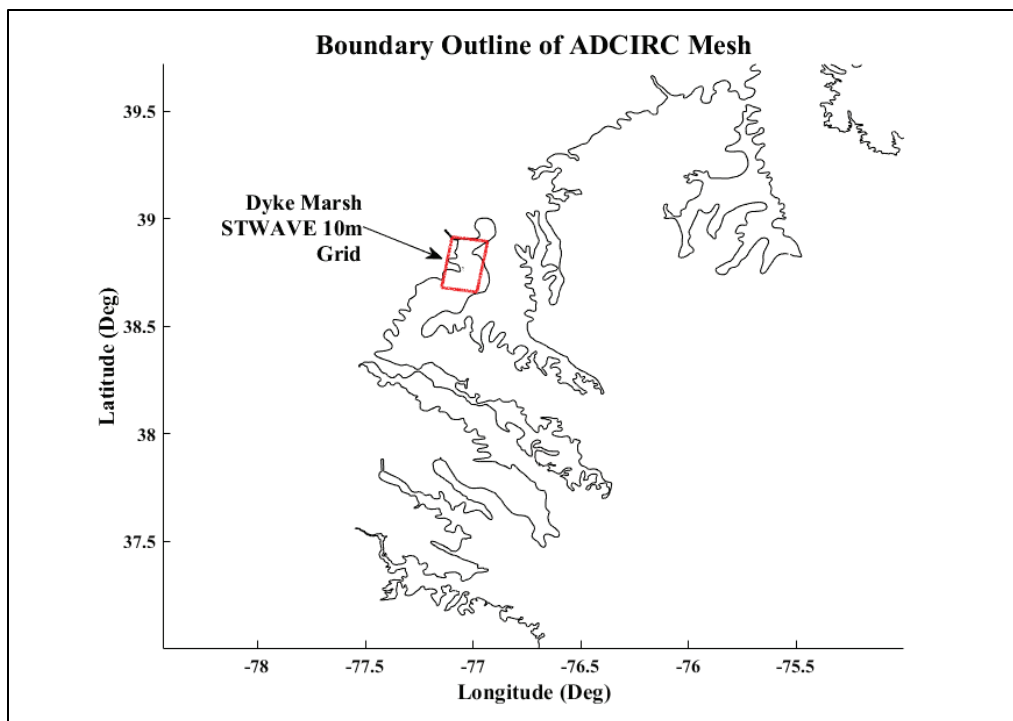 Boundary Outline of ADCIRC Mesh
39.5
39
38.5
38
37.5
Latitude (Deg)
Dyke Marsh
STWAVE 10m
Grid
-78
-77.5
-77
-76.5
-76
-75.5
Longitude (Deg)